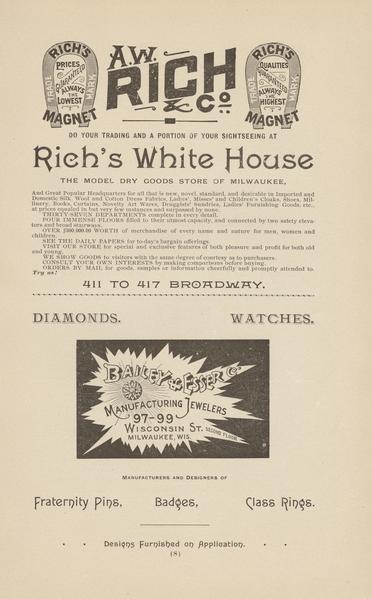 RICH'S
TRADE MARK
PRICES
GUARANTEED
ALWAYS
THE
LOWEST
MAGNET
A.W.
RICH
& Co.
RICH'S
TRADE MARK
QUALITIES
GUARANTEED
ALWAYS
THE
HIGHEST
MAGNET
DO YOUR TRADING AND A PORTION OF YOUR SIGHTSEEING AT
Rich's White House
THE MODEL DRY GOODS STORE OF MILWAUKEE,
And Great Popular Headquarters for all that is new, novel, standard, and desirable in Imported and
Domestic Silk, Wool and Cotton Dress Fabrics, Ladies', Misses' and Children's Cloaks, Shoes, Mil-
linery, Books, Curtains, Novelty Art Wares, Druggists' Sundries, Ladies' Furnishing Goods, etc.,
at prices equaled in but very few instances and surpassed by none.
THIRTY-SEVEN DEPARTMENTS complete in every detail.
FOUR IMMENSE FLOORS filled to their utmost capacity, and connected by two safety eleva-
tors and broad stairways.
OVER $300,000.00 WORTH of merchandise of every name and nature for men, women and
children.
SEE THE DAILY PAPERS for to-day's bargain offerings.
VISIT OUR STORE for special and exclusive features of both pleasure and profit for both old
and young.
WE SHOW GOODS to visitors with the same degree of courtesy as to purchasers.
CONSULT YOUR OWN INTERESTS by making comparisons before buying.
ORDERS BY MAIL for goods, samples or information cheerfully and promptly attended to.
Try us!
411 TO 417 BROADWAY.
DIAMONDS. WATCHES.
BAILEY & ESSER Co
MANUFACTURING JEWELERS
97-99
WISCONSIN ST. SECOND FLOOR
MILWAUKEE, WIS.
MANUFACTURERS AND DESIGNERS OF
Fraternity Pins, Badges, Class Rings.
Designs Furnished on Application.
(8)